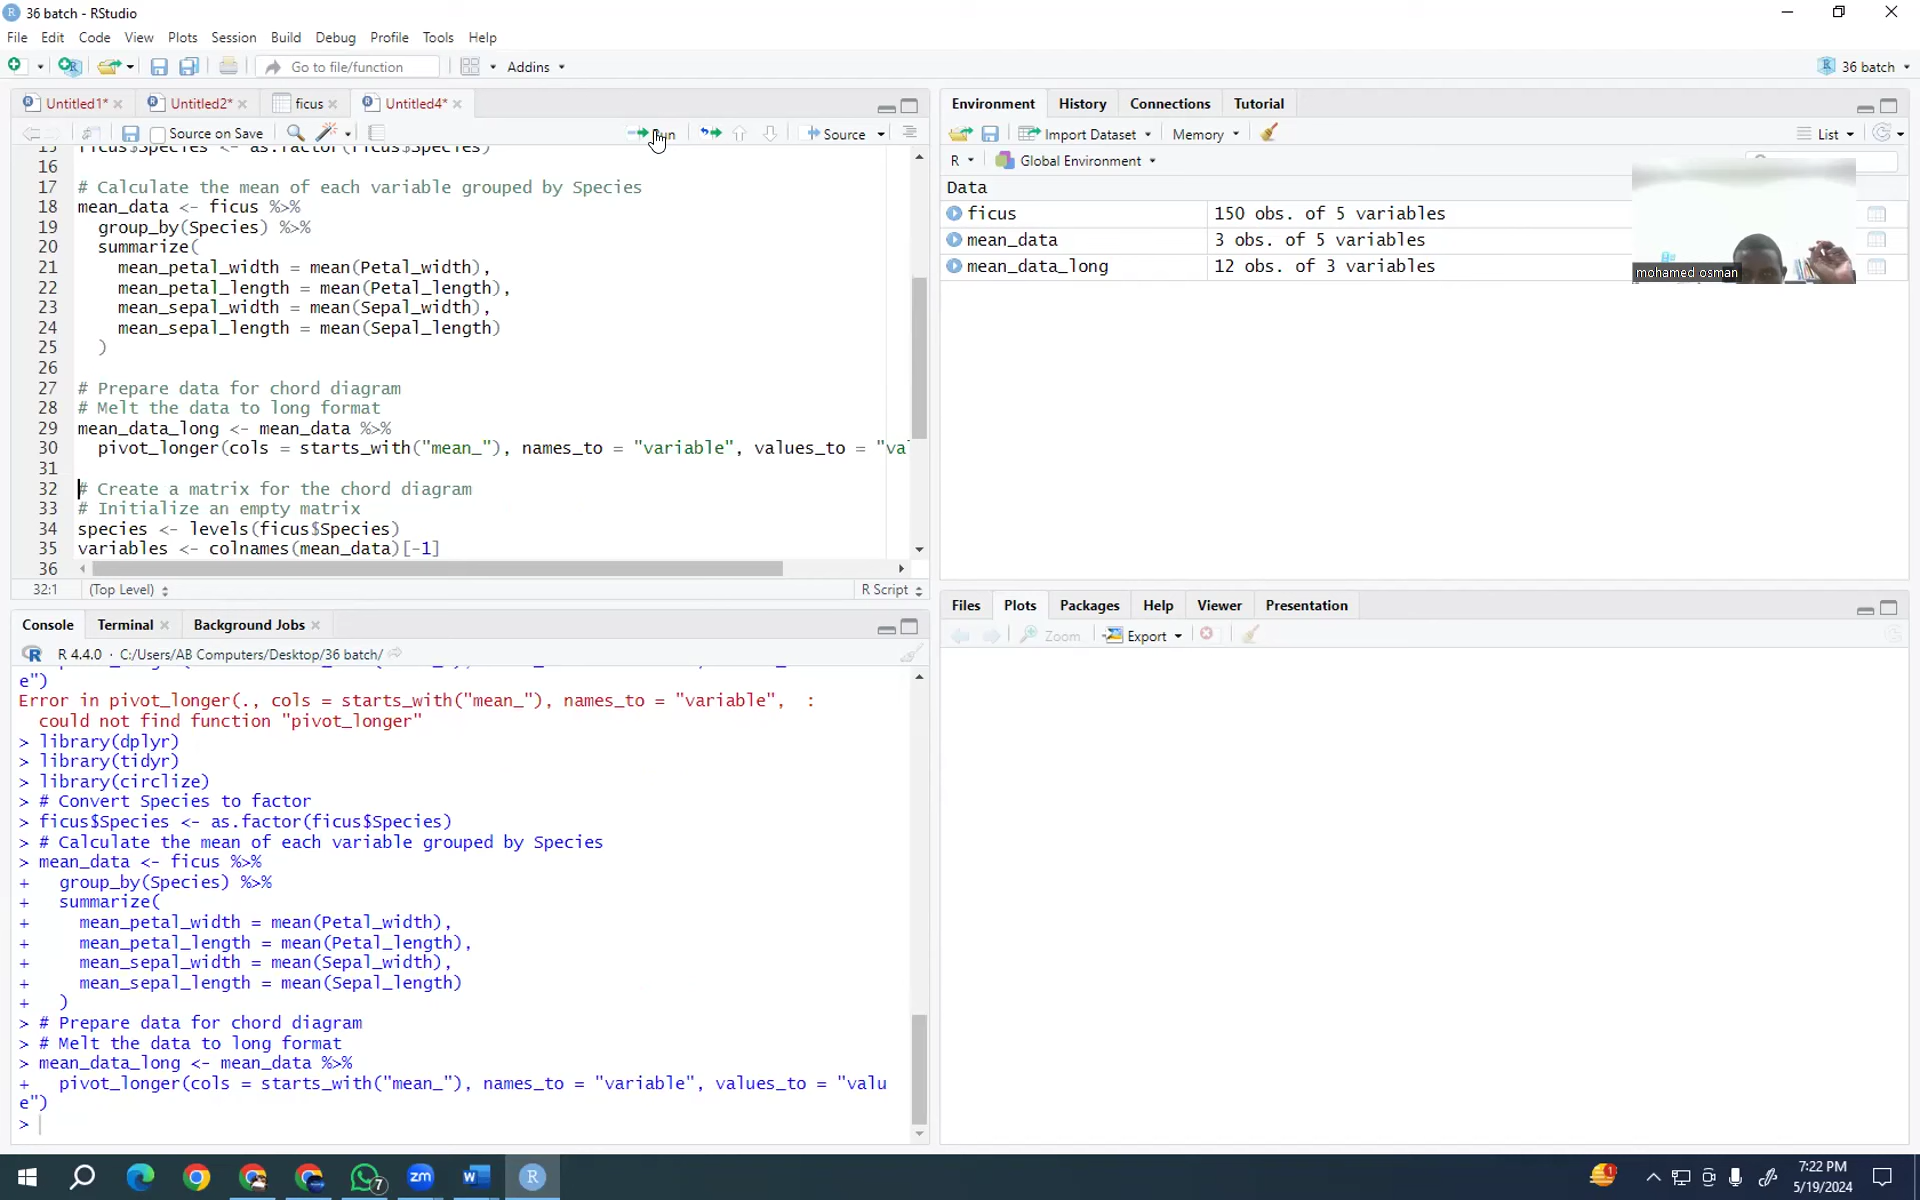 36 batch - RStudio
File Edit Code View Plots Session Build Debug Profile Tools Help
Go to file/function Addins 36 batch
Untitled1* Untitled2* ficus Untitled4*
Source on Save Run Source
16
17 # Calculate the mean of each variable grouped by Species
18 mean_data <- ficus %>%
19 group_by(Species) %>%
20 summarize(
21 mean_petal_width = mean(Petal_width),
22 mean_petal_length = mean(Petal_length),
23 mean_sepal_width = mean(Sepal_width),
24 mean_sepal_length = mean(Sepal_length)
25 )
26
27 # Prepare data for chord diagram
28 # Melt the data to long format
29 mean_data_long <- mean_data %>%
30 pivot_longer(cols = starts_with("mean_"), names_to = "variable", values_to = "va
31
32 # Create a matrix for the chord diagram
33 # Initialize an empty matrix
34 species <- levels(ficus$Species)
35 variables <- colnames(mean_data)[-1]
36
32:1 (Top Level) R Script
Console Terminal Background Jobs
R 4.4.0 · C:/Users/AB Computers/Desktop/36 batch/
e")
Error in pivot_longer(., cols = starts_with("mean_"), names_to = "variable", :
could not find function "pivot_longer"
> library(dplyr)
> library(tidyr)
> library(circlize)
> # Convert Species to factor
> ficus$Species <- as.factor(ficus$Species)
> # Calculate the mean of each variable grouped by Species
> mean_data <- ficus %>%
+ group_by(Species) %>%
+ summarize(
+ mean_petal_width = mean(Petal_width),
+ mean_petal_length = mean(Petal_length),
+ mean_sepal_width = mean(Sepal_width),
+ mean_sepal_length = mean(Sepal_length)
+ )
> # Prepare data for chord diagram
> # Melt the data to long format
> mean_data_long <- mean_data %>%
+ pivot_longer(cols = starts_with("mean_"), names_to = "variable", values_to = "valu
e")
>
Environment History Connections Tutorial
Import Dataset Memory List
R Global Environment
Data
ficus 150 obs. of 5 variables
mean_data 3 obs. of 5 variables
mean_data_long 12 obs. of 3 variables
mohamed osman
Files Plots Packages Help Viewer Presentation
Zoom Export
7 zm
1
7:22 PM
5/19/2024